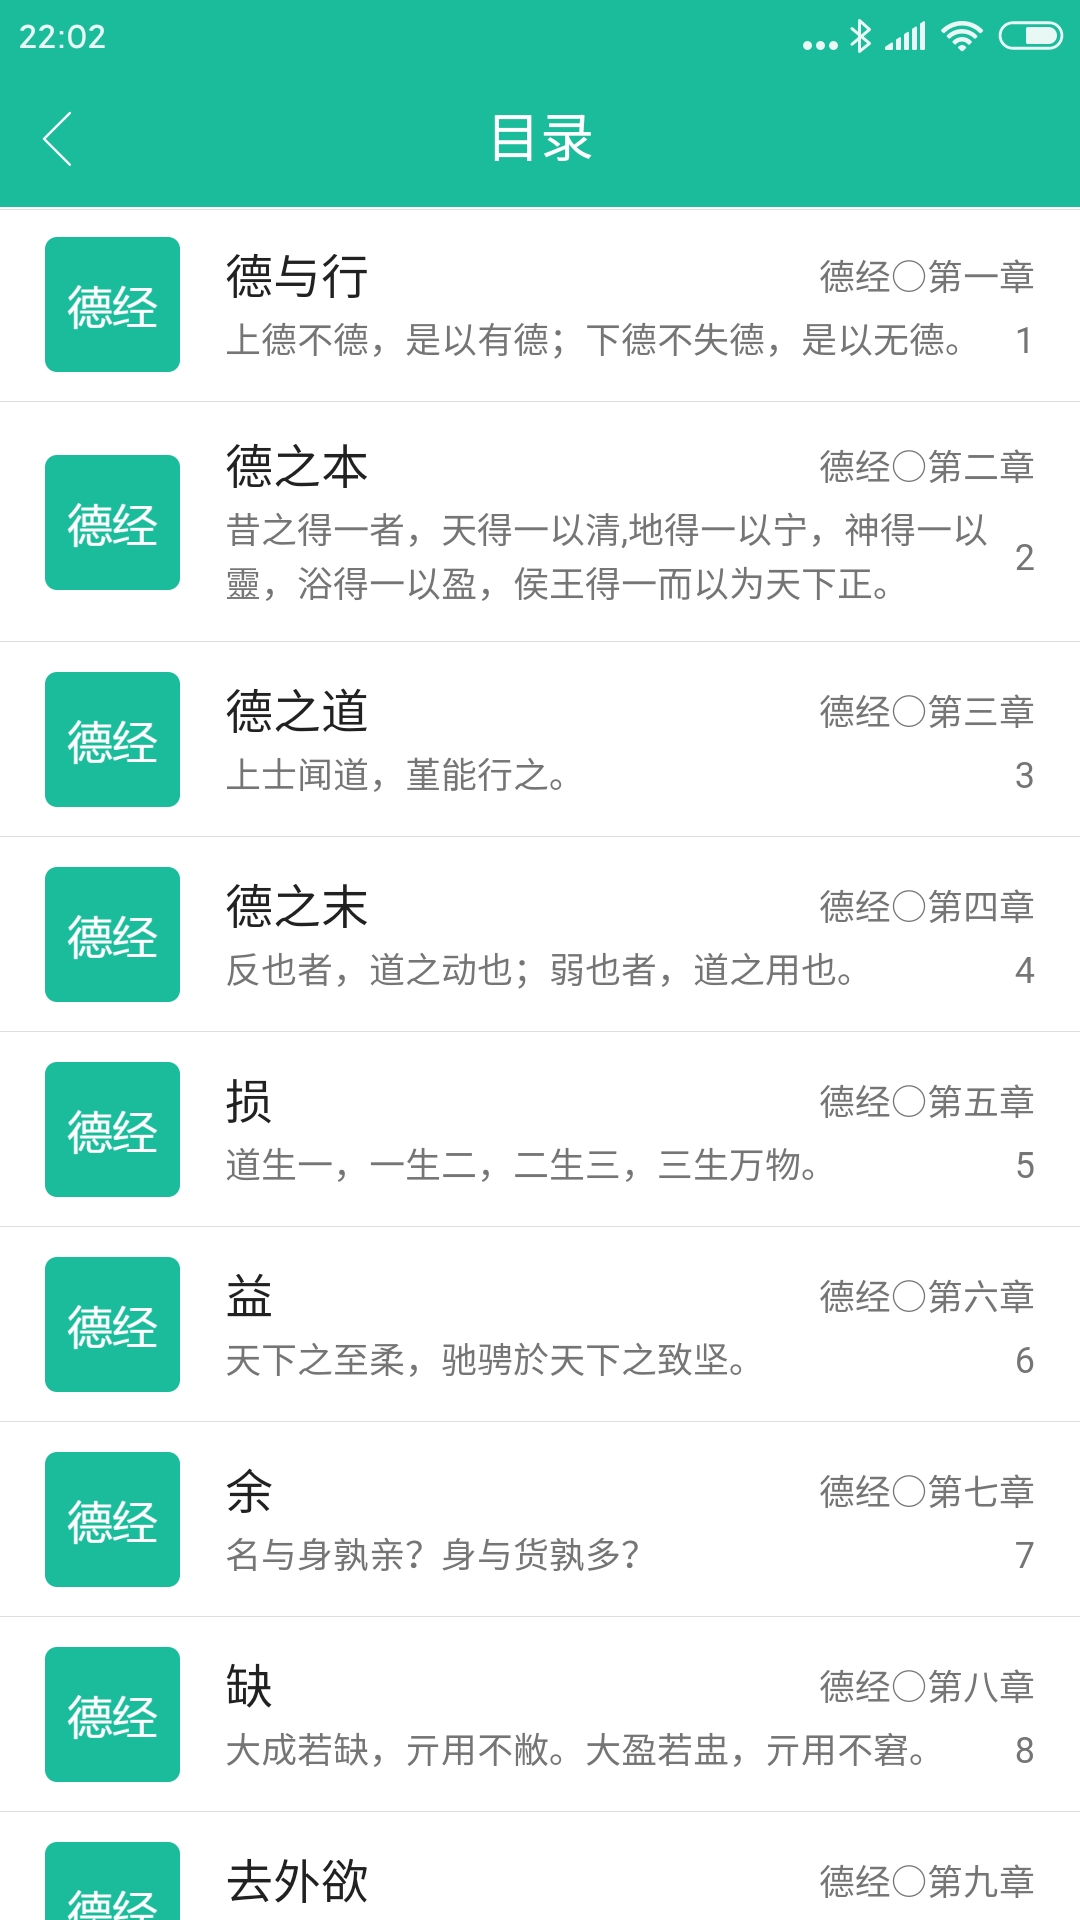 22:02
目录
德经
德与行
德经〇第一章
上德不德，是以有德；下德不失德，是以无德。
1
德经
德之本
德经〇第二章
昔之得一者，天得一以清,地得一以宁，神得一以
靈，浴得一以盈，侯王得一而以为天下正。
2
德经
德之道
德经〇第三章
上士闻道，堇能行之。
3
德经
德之末
德经〇第四章
反也者，道之动也；弱也者，道之用也。
4
德经
损
德经〇第五章
道生一，一生二，二生三，三生万物。
5
德经
益
德经〇第六章
天下之至柔，驰骋於天下之致坚。
6
德经
余
德经〇第七章
名与身孰亲？身与货孰多？
7
德经
缺
德经〇第八章
大成若缺，亓用不敝。大盈若盅，亓用不窘。
8
德经
去外欲
德经〇第九章